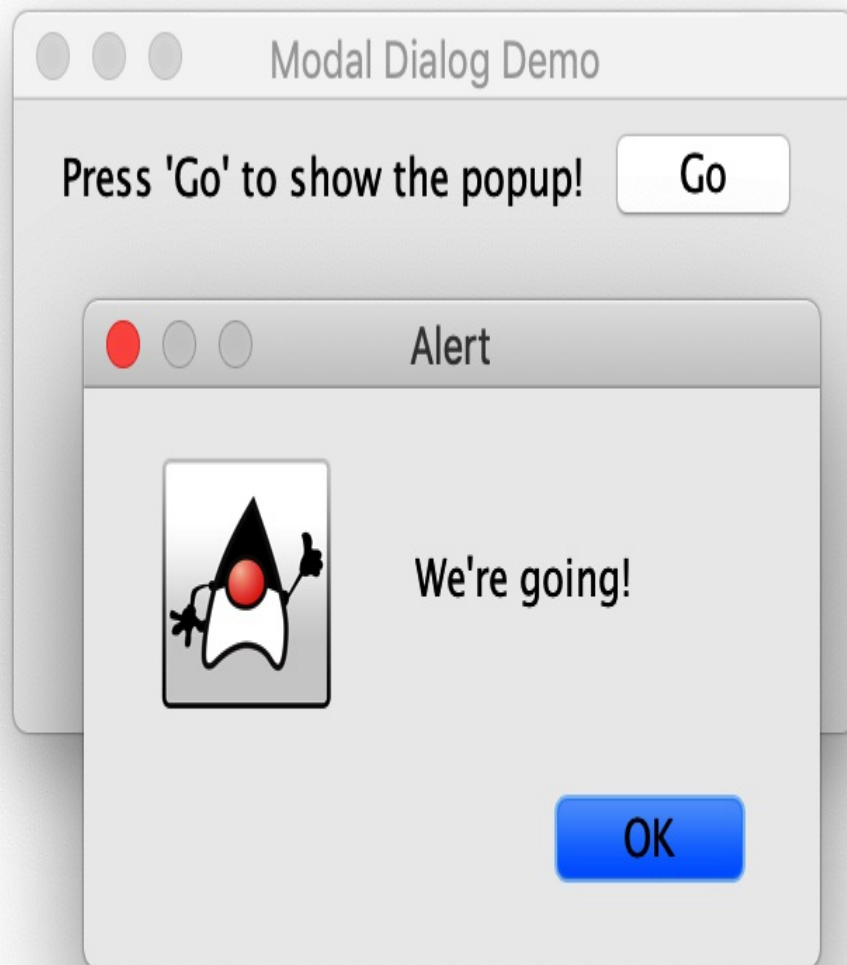 Modal Dialog Demo
Press 'Go' to show the popup! Go
Alert
We're going!
OK